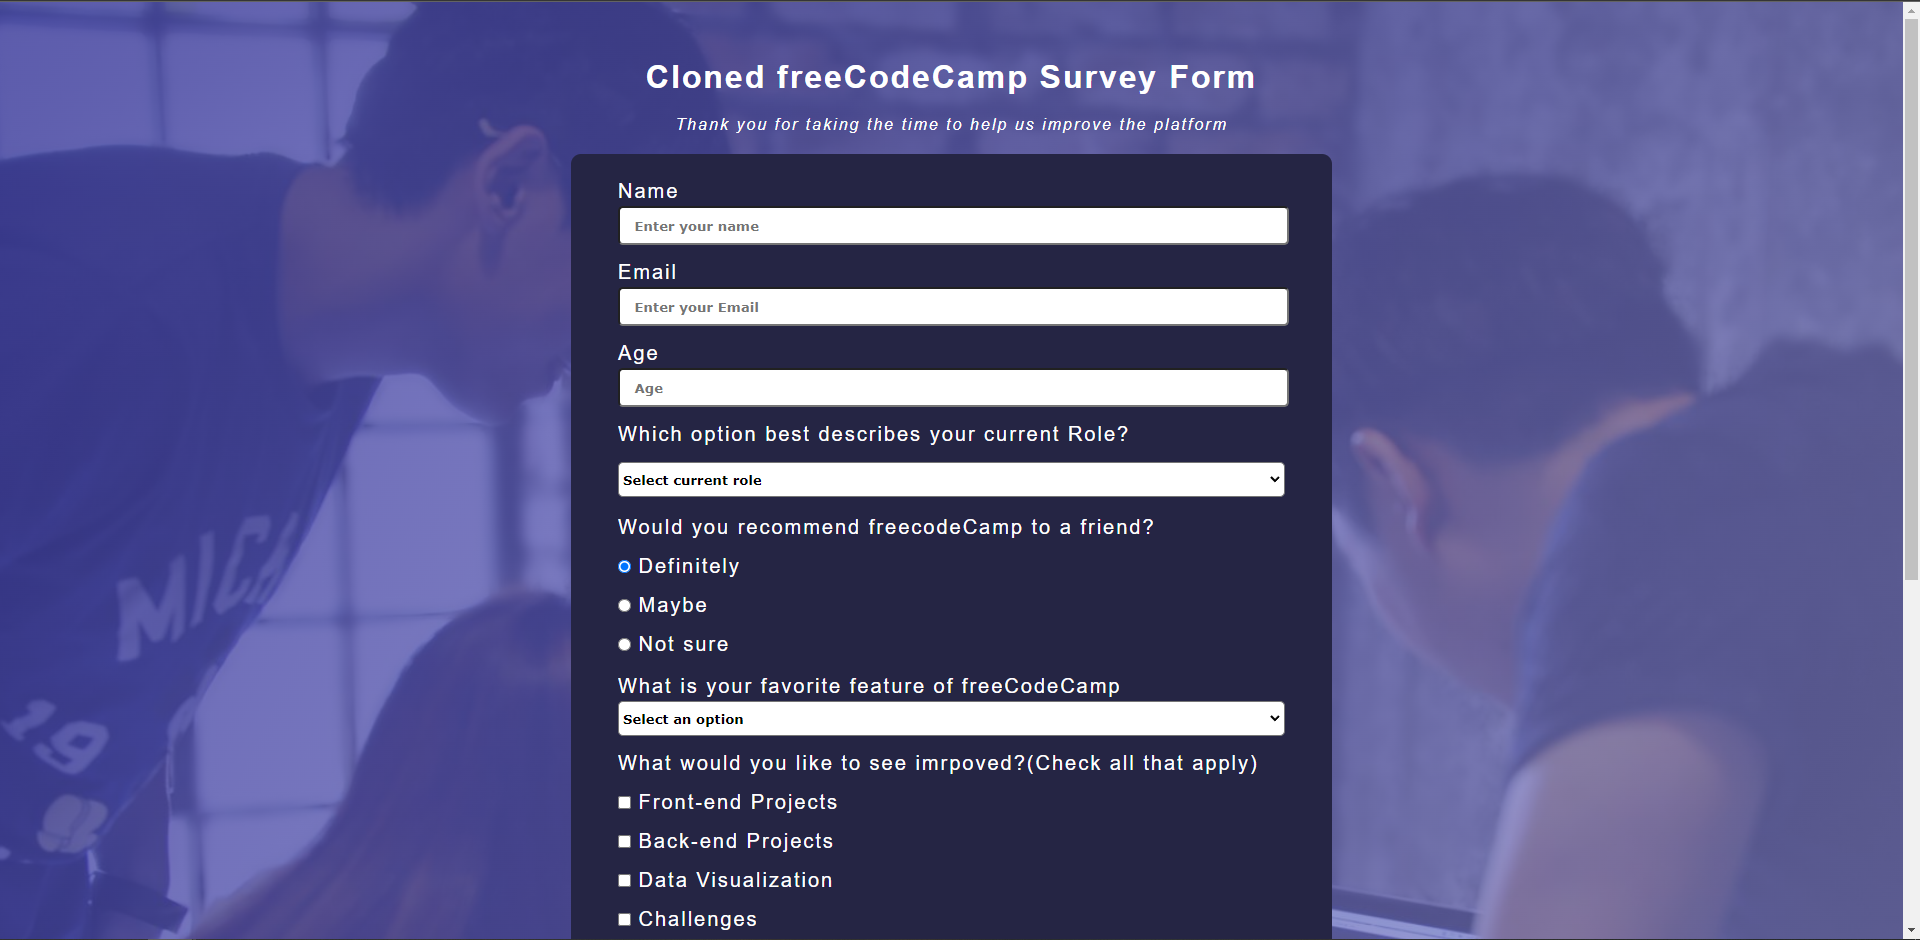 Cloned freeCodeCamp Survey Form
Thank you for taking the time to help us improve the platform
Name
Enter your name
Email
Enter your Email
Age
Age
Which option best describes your current Role?
Select current role
Would you recommend freecodeCamp to a friend?
Definitely
Maybe
Not sure
What is your favorite feature of freeCodeCamp
Select an option
What would you like to see imrpoved?(Check all that apply)
Front-end Projects
Back-end Projects
Data Visualization
Challenges
MICA
19